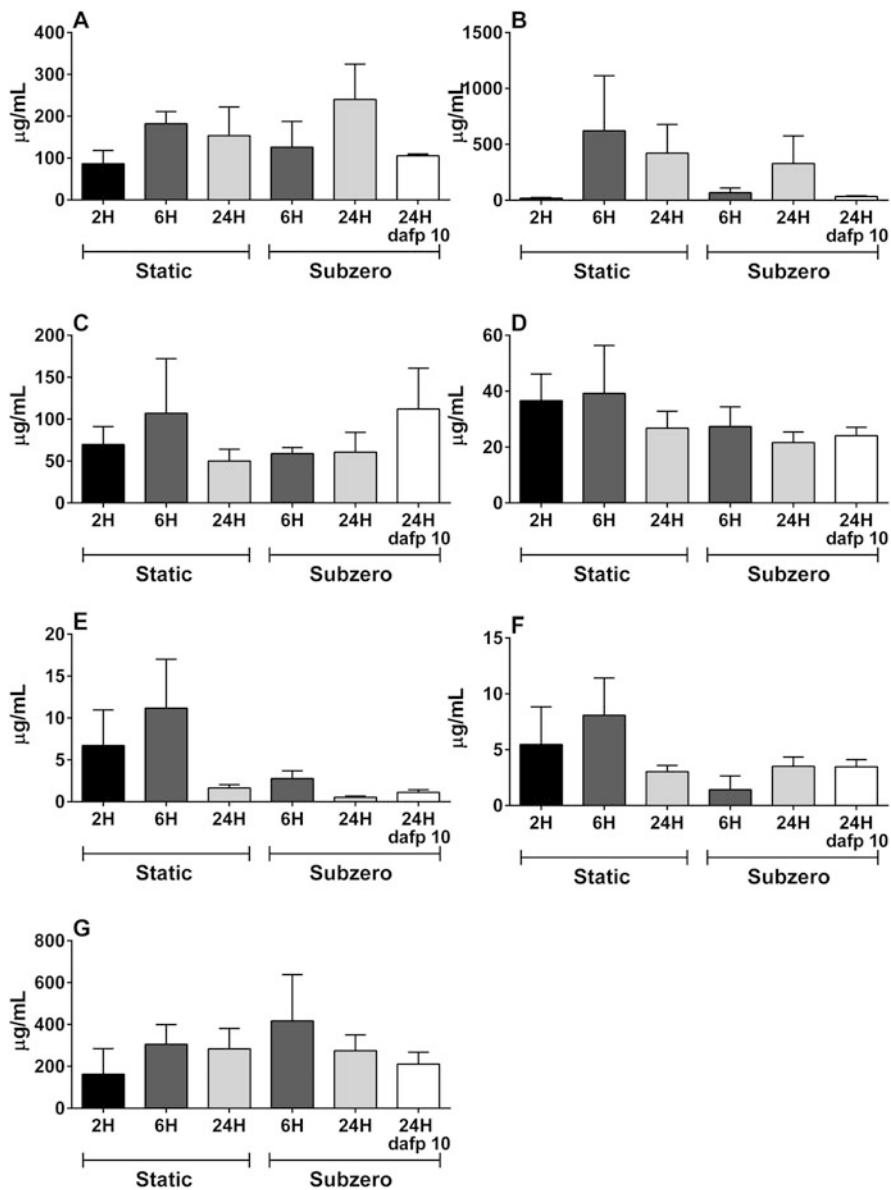 A
μg/mL
400
300
200
100
0
2H 6H 24H 6H 24H 24H
dafp 10
Static Subzero
B
μg/mL
1500
1000
500
0
2H 6H 24H 6H 24H 24H
dafp 10
Static Subzero
C
μg/mL
200
150
100
50
0
2H 6H 24H 6H 24H 24H
dafp 10
Static Subzero
D
μg/mL
60
40
20
0
2H 6H 24H 6H 24H 24H
dafp 10
Static Subzero
E
μg/mL
20
15
10
5
0
2H 6H 24H 6H 24H 24H
dafp 10
Static Subzero
F
μg/mL
15
10
5
0
2H 6H 24H 6H 24H 24H
dafp 10
Static Subzero
G
μg/mL
800
600
400
200
0
2H 6H 24H 6H 24H 24H
dafp 10
Static Subzero